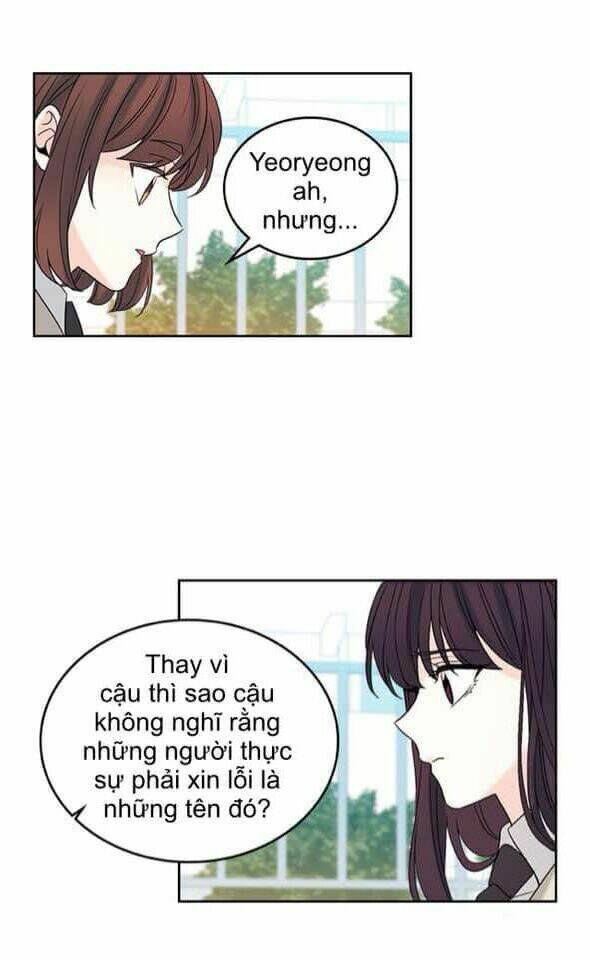 Yeoryeong
ah,
nhưng...
Thay vì
cậu thì sao cậu
không nghĩ rằng
những người thực
sự phải xin lỗi là
những tên đó?